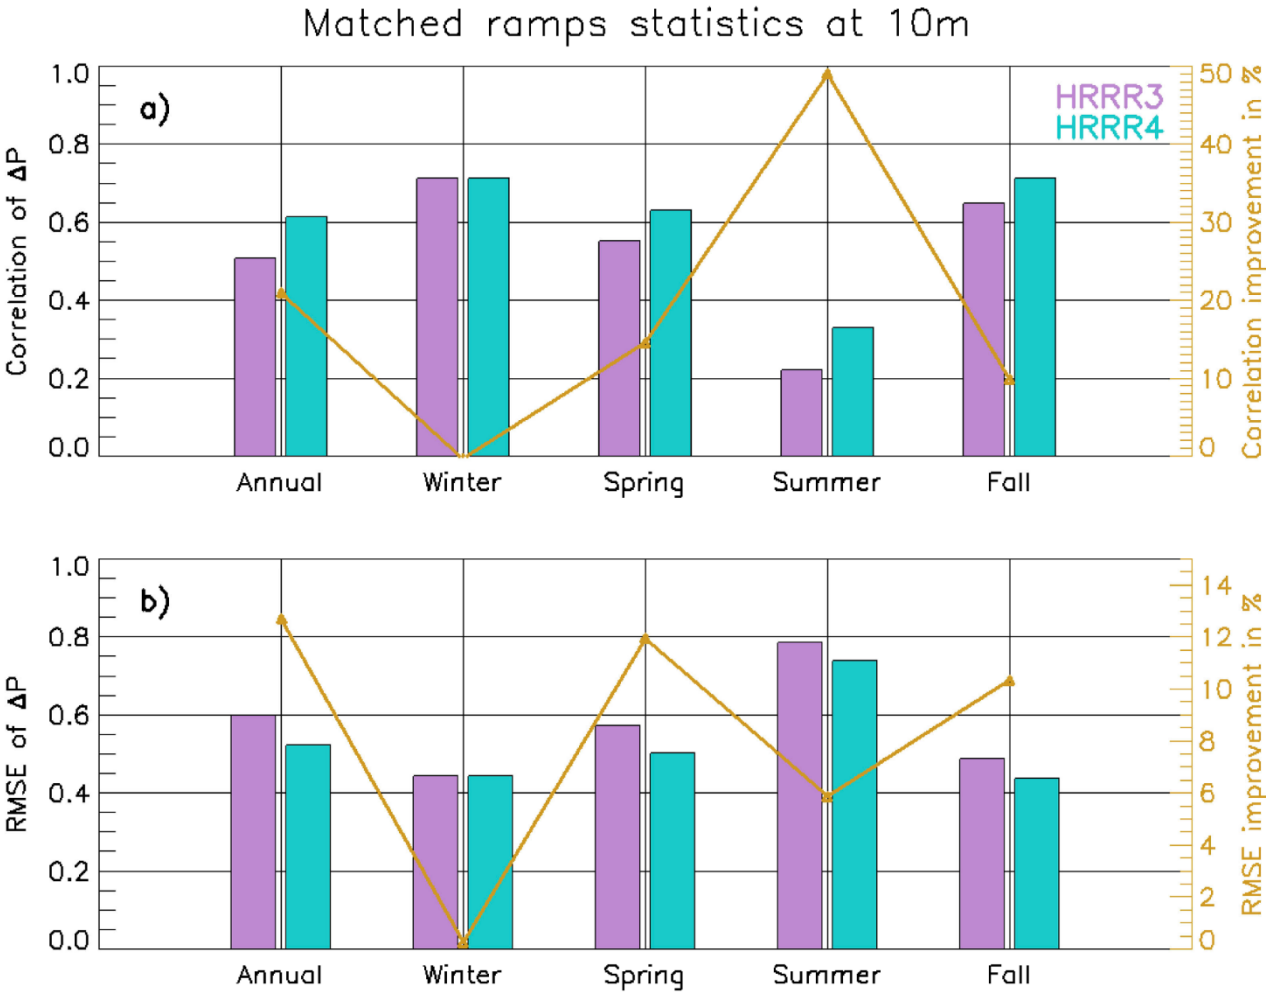 Matched ramps statistics at 10m
a)
HRRR3
HRRR4
Correlation of ΔP
1.0
0.8
0.6
0.4
0.2
0.0
50
40
30
20
10
0
Correlation improvement in %
Annual Winter Spring Summer Fall
b)
RMSE of ΔP
1.0
0.8
0.6
0.4
0.2
0.0
14
12
10
8
6
4
2
0
RMSE improvement in %
Annual Winter Spring Summer Fall